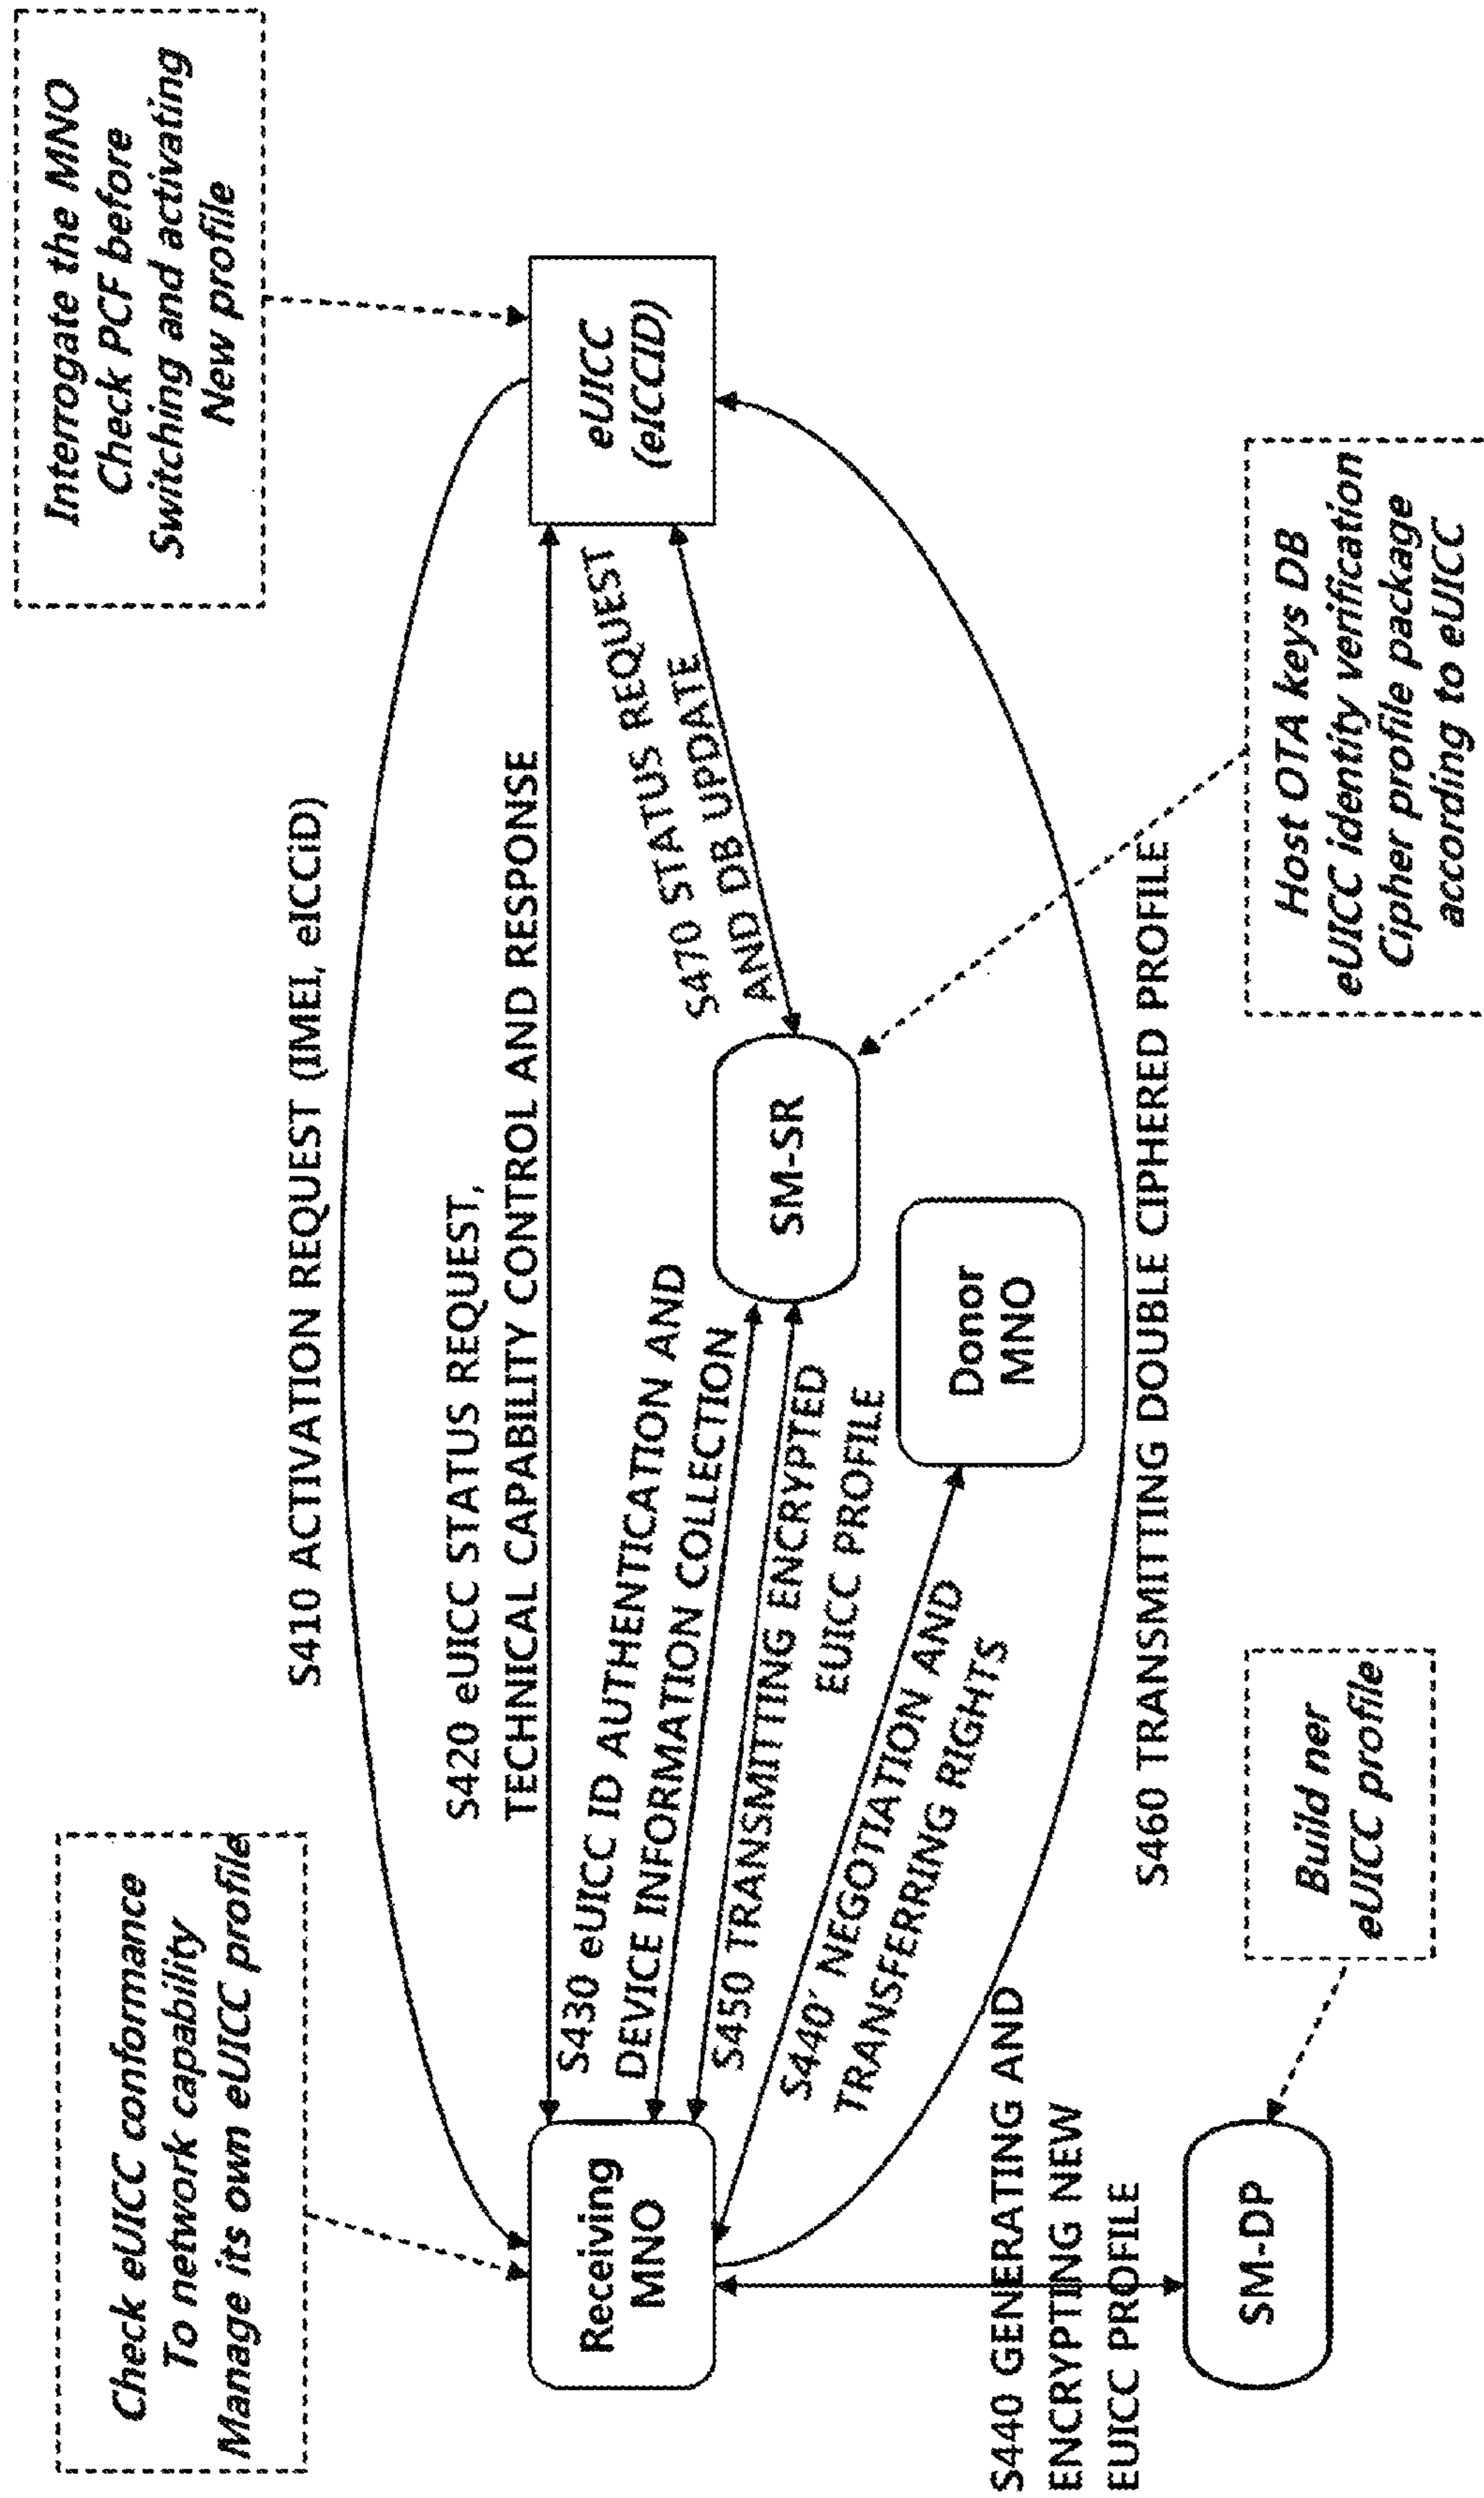 Check eUICC conformance
To network capability
Manage its own eUICC profile
Interrogate the MNO
Check PCF before
Switching and activating
New profile
S410 ACTIVATION REQUEST (IMEI, eICCiD)
S420 eUICC STATUS REQUEST,
TECHNICAL CAPABILITY CONTROL AND RESPONSE
Receiving
MNO
eUICC
(eICCID)
S430 eUICC ID AUTHENTICATION AND
DEVICE INFORMATION COLLECTION
S470 STATUS REQUEST
AND DB UPDATE
S450 TRANSMITTING ENCRYPTED
EUICC PROFILE
SM-SR
S440' NEGOTIATION AND
TRANSFERRING RIGHTS
Donor
MNO
S440 GENERATING AND
ENCRYPTING NEW
EUICC PROFILE
S460 TRANSMITTING DOUBLE CIPHERED PROFILE
SM-DP
Build ner
eUICC profile
Host OTA keys DB
eUICC identity verification
Cipher profile package
according to eUICC